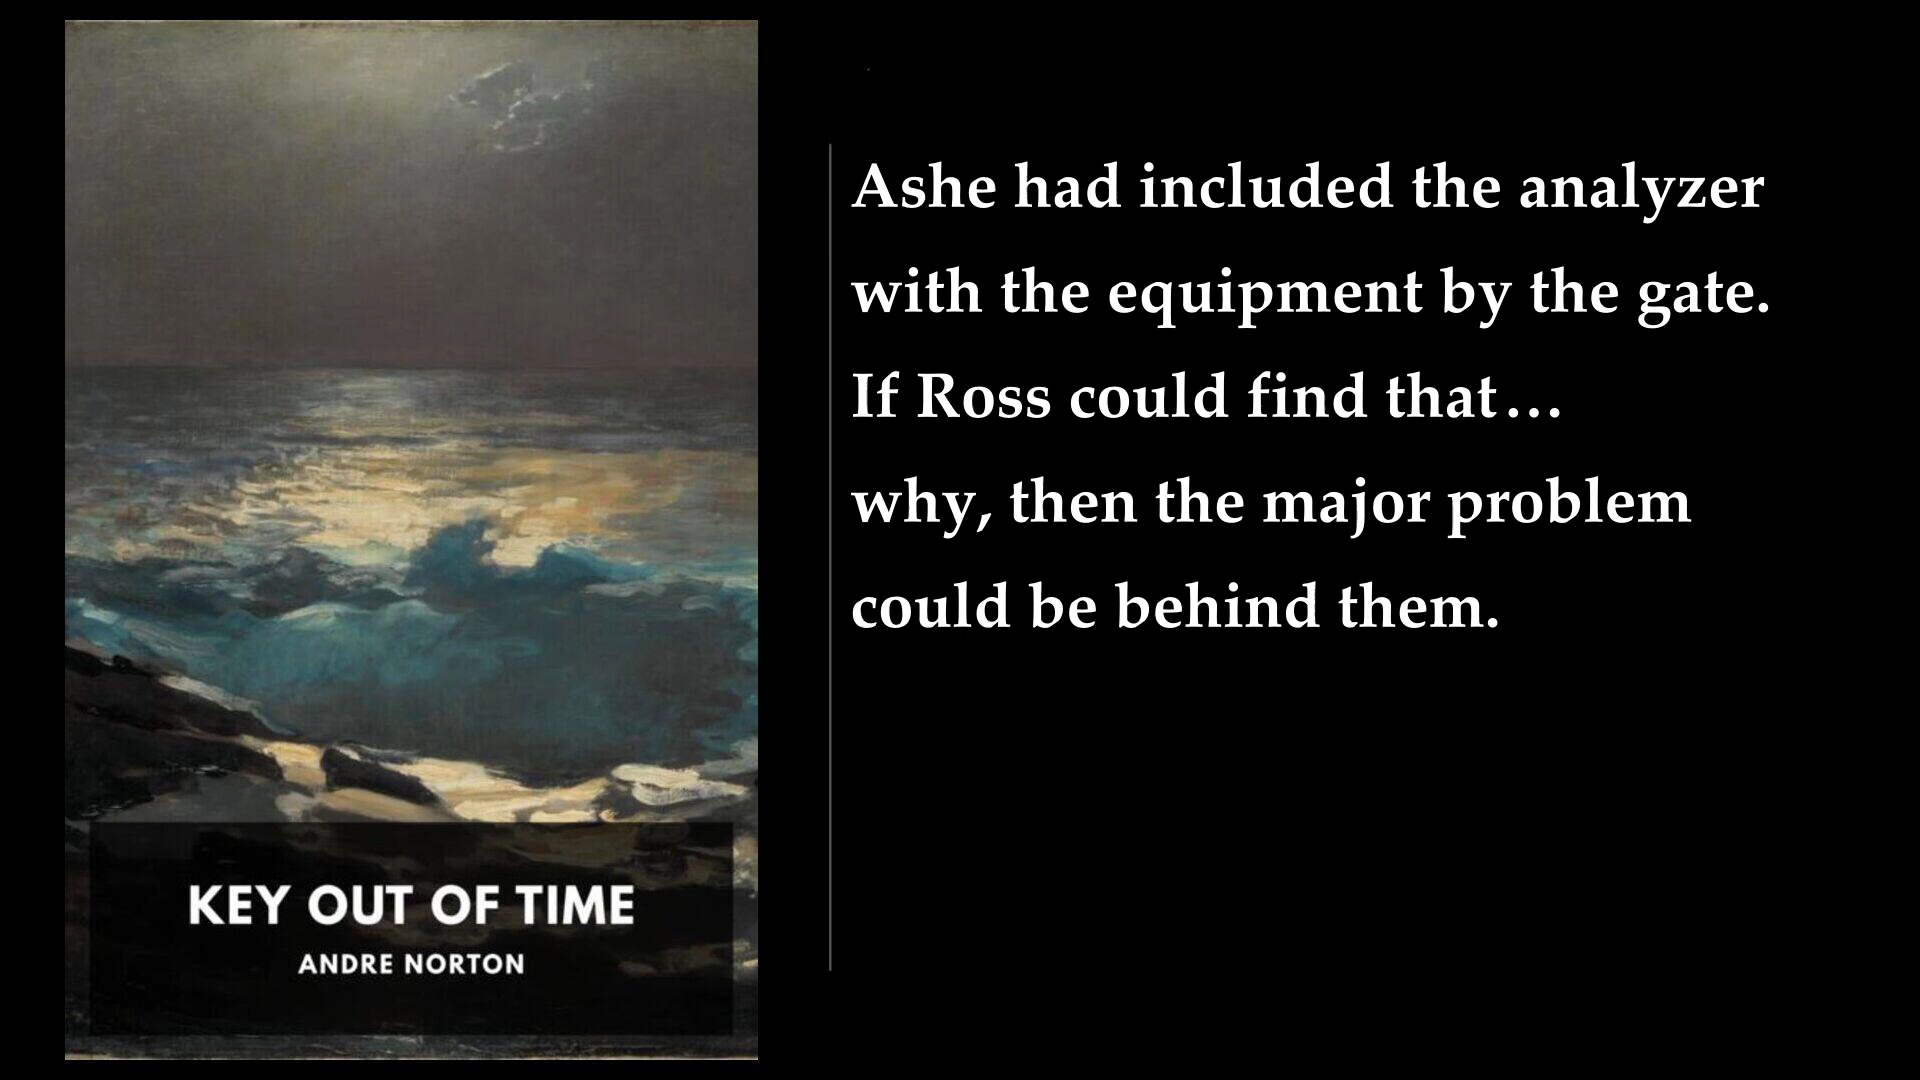 KEY OUT OF TIME
ANDRE NORTON
Ashe had included the analyzer
with the equipment by the gate.
If Ross could find that…
why, then the major problem
could be behind them.